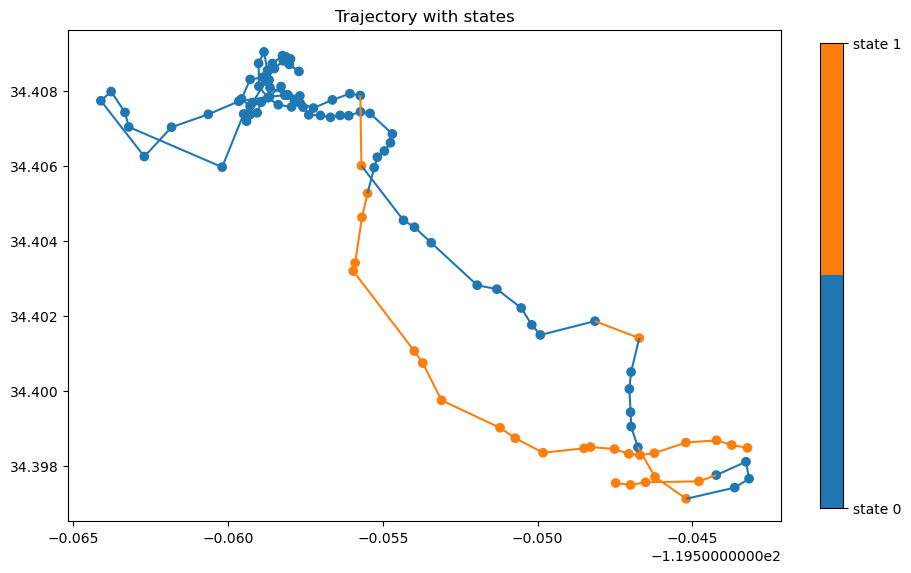 Trajectory with states
34.408
34.406
34.404
34.402
34.400
34.398
−0.065
−0.060
−0.055
−0.050
−0.045
−1.1950000000e2
state 1
state 0